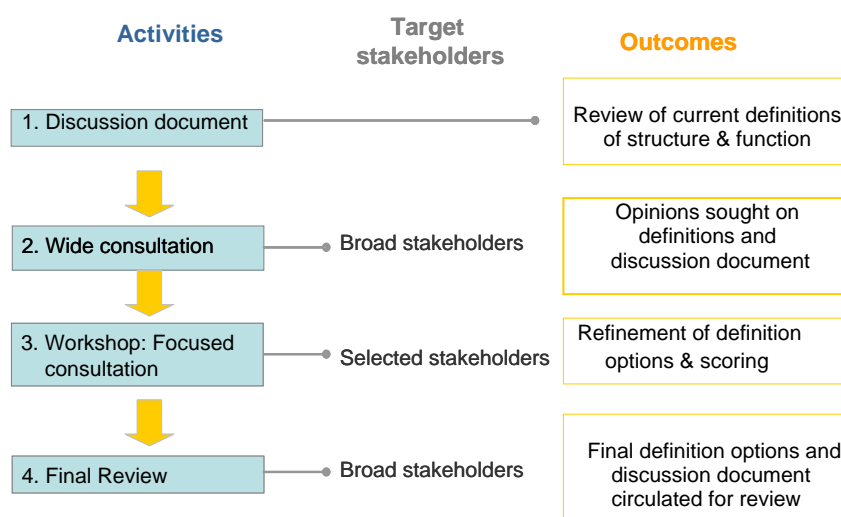 Activities
Target
stakeholders
Outcomes
1. Discussion document
Review of current definitions
of structure & function
2. Wide consultation
Broad stakeholders
Opinions sought on
definitions and
discussion document
3. Workshop: Focused
consultation
Selected stakeholders
Refinement of definition
options & scoring
4. Final Review
Broad stakeholders
Final definition options and
discussion document
circulated for review